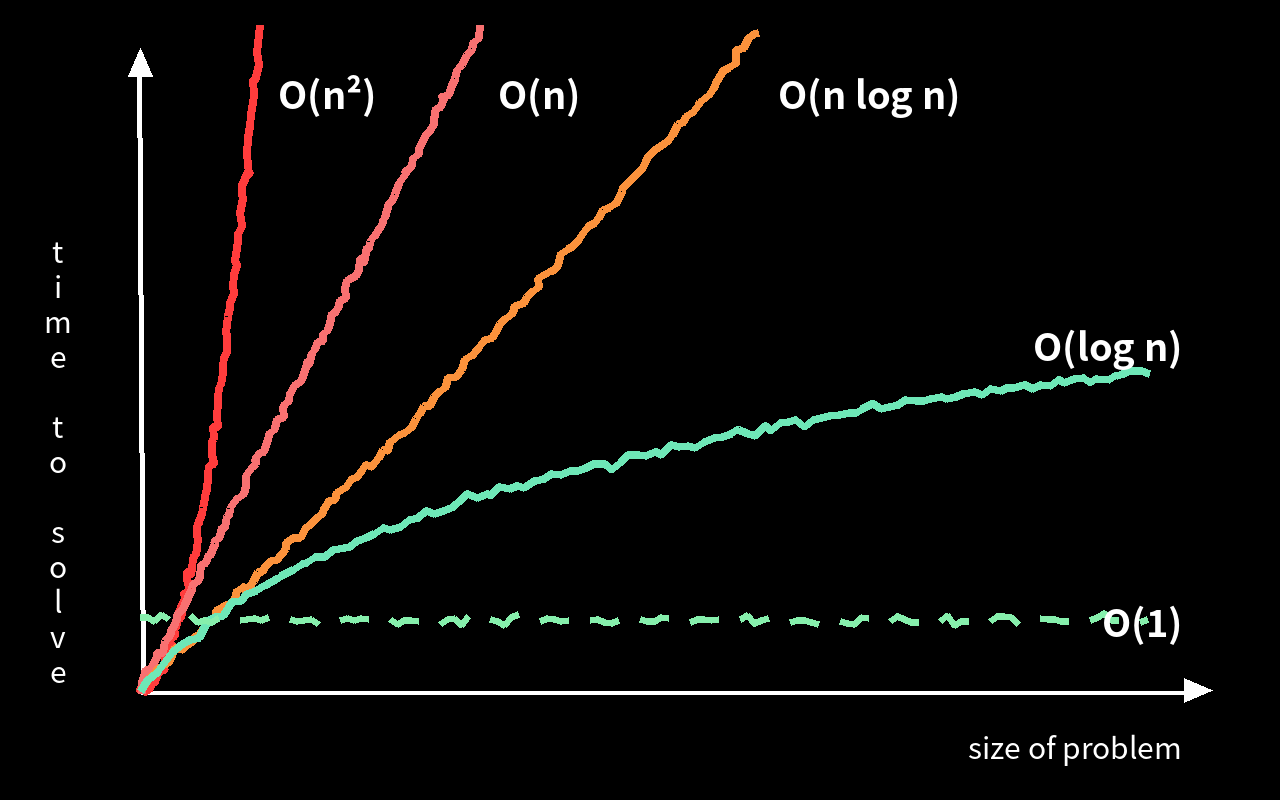 O(n²)
O(n)
O(n log n)
time to solve
O(log n)
O(1)
size of problem